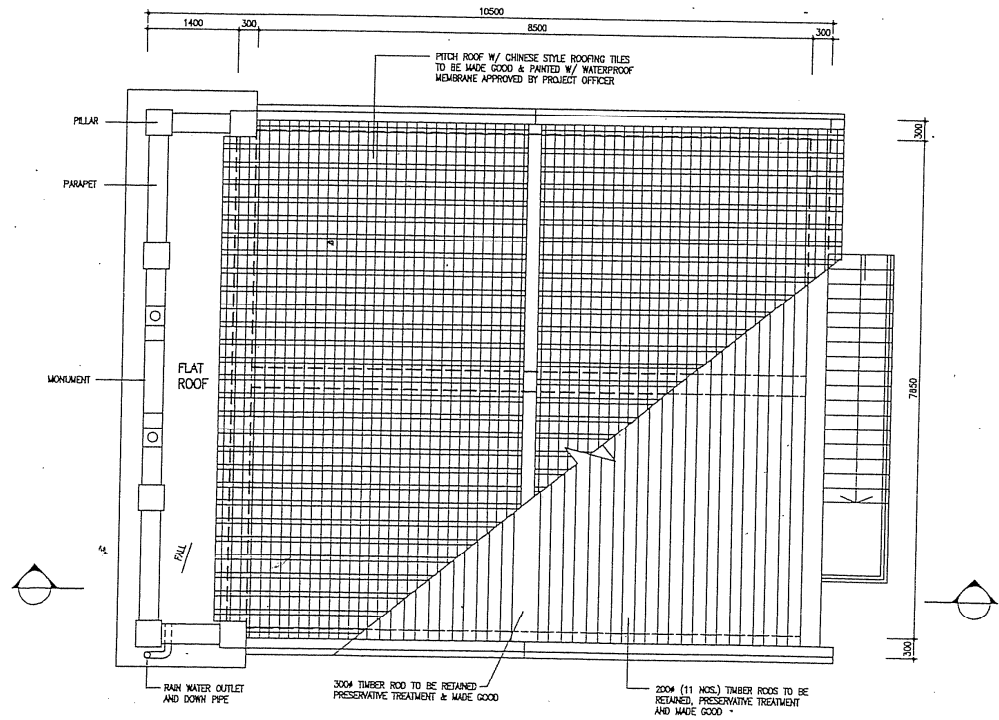 10500
1400
300
8500
300
PITCH ROOF W/ CHINESE STYLE ROOFING TILES
TO BE MADE GOOD & PAINTED W/ WATERPROOF
MEMBRANE APPROVED BY PROJECT OFFICER
PILLAR
300
PARAPET
FLAT
ROOF
MONUMENT
7850
FALL
300
RAIN WATER OUTLET
AND DOWN PIPE
300ø TIMBER ROD TO BE RETAINED
PRESERVATIVE TREATMENT & MADE GOOD
200ø (11 NOS.) TIMBER RODS TO BE
RETAINED, PRESERVATIVE TREATMENT
AND MADE GOOD